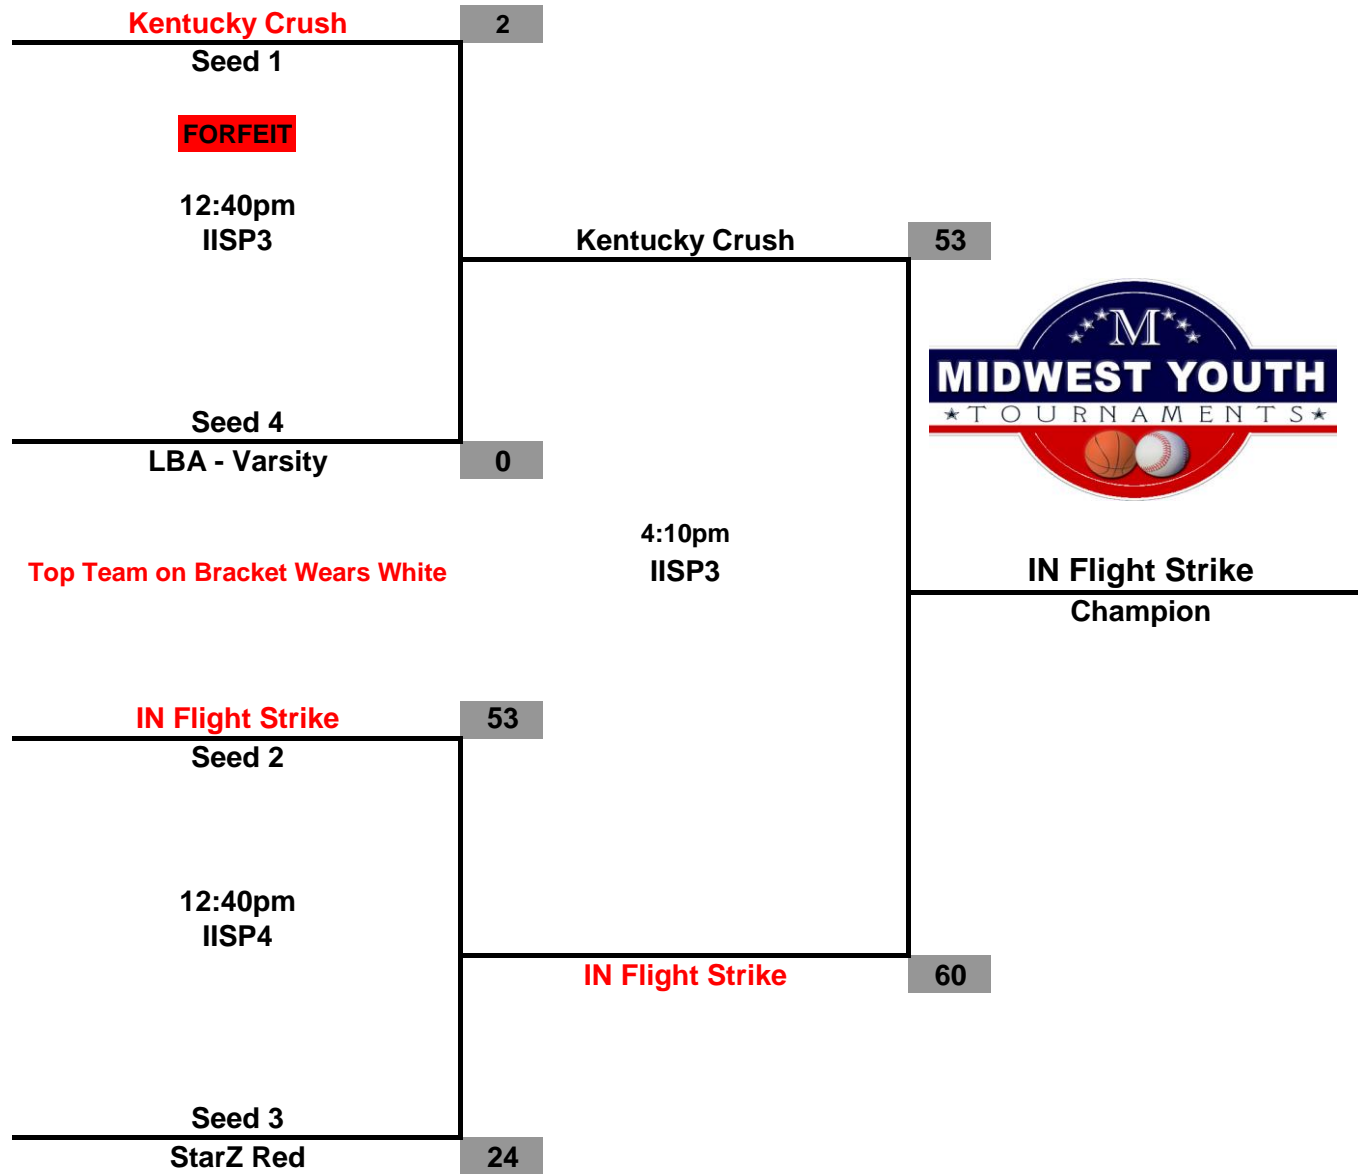 Kentucky Crush
2
Seed 1
FORFEIT
12:40pm
IISP3
Kentucky Crush
53
M
MIDWEST YOUTH
TOURNAMENTS
Seed 4
LBA - Varsity
0
4:10pm
Top Team on Bracket Wears White
IISP3
IN Flight Strike
Champion
IN Flight Strike
53
Seed 2
12:40pm
IISP4
IN Flight Strike
60
Seed 3
StarZ Red
24